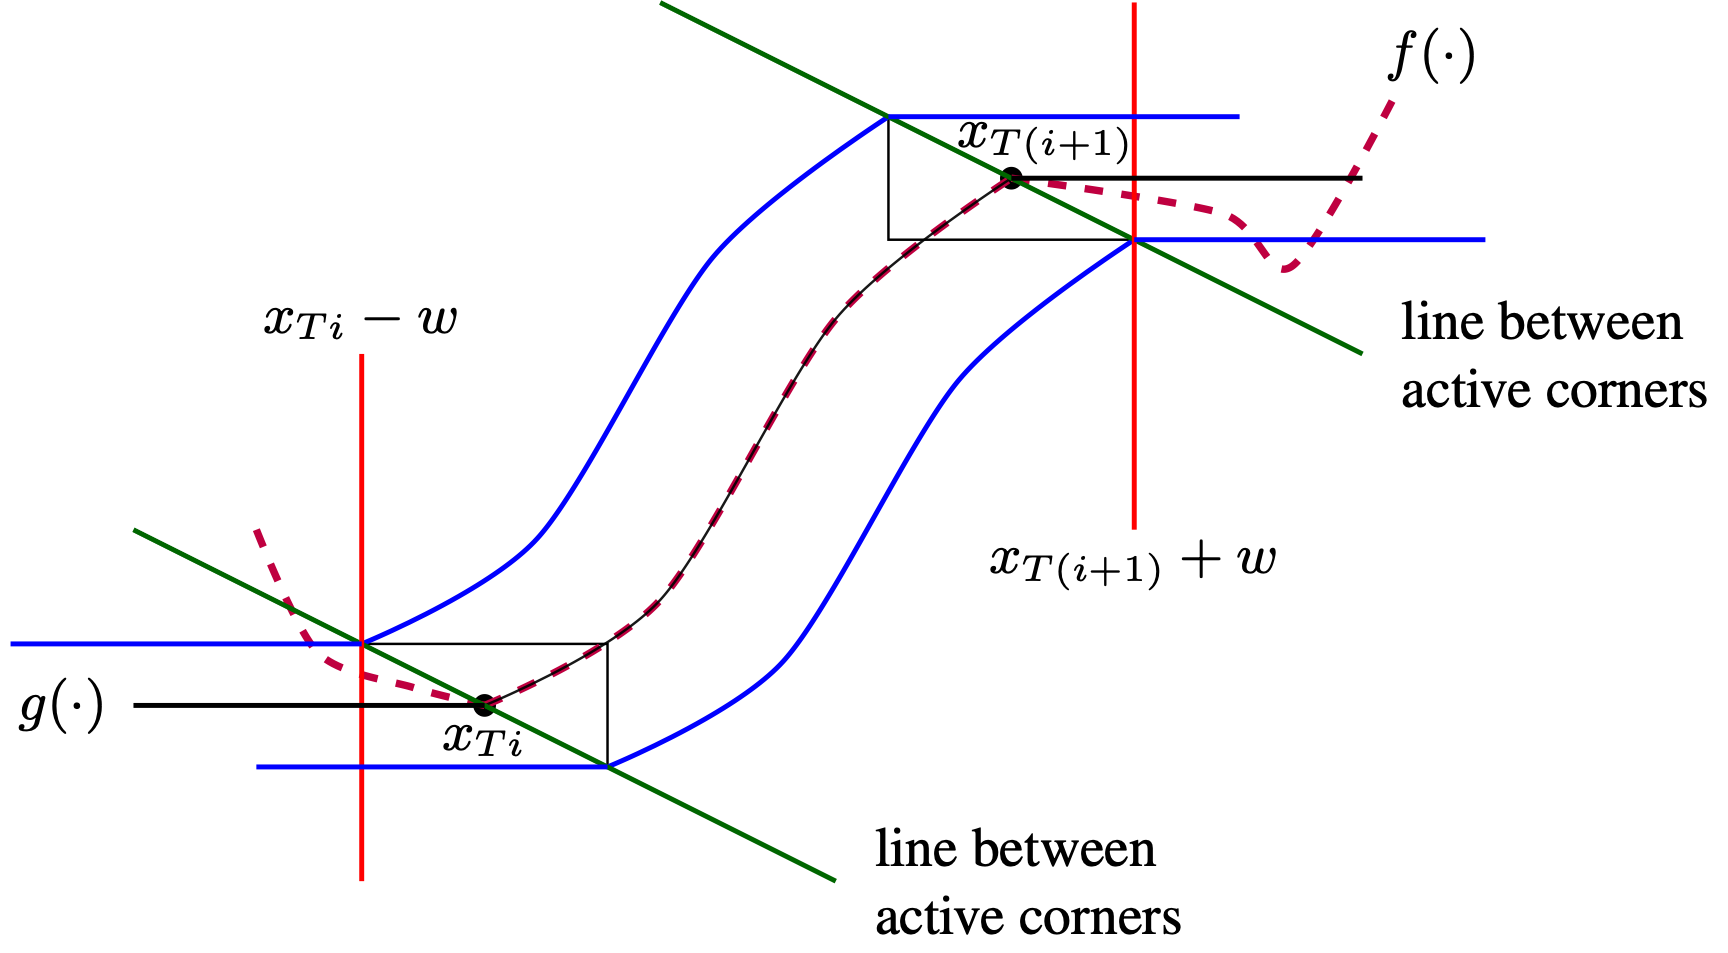 f(·)
x_{T(i+1)}
x_{Ti} − w
line between
active corners
x_{T(i+1)} + w
g(·)
x_{Ti}
line between
active corners